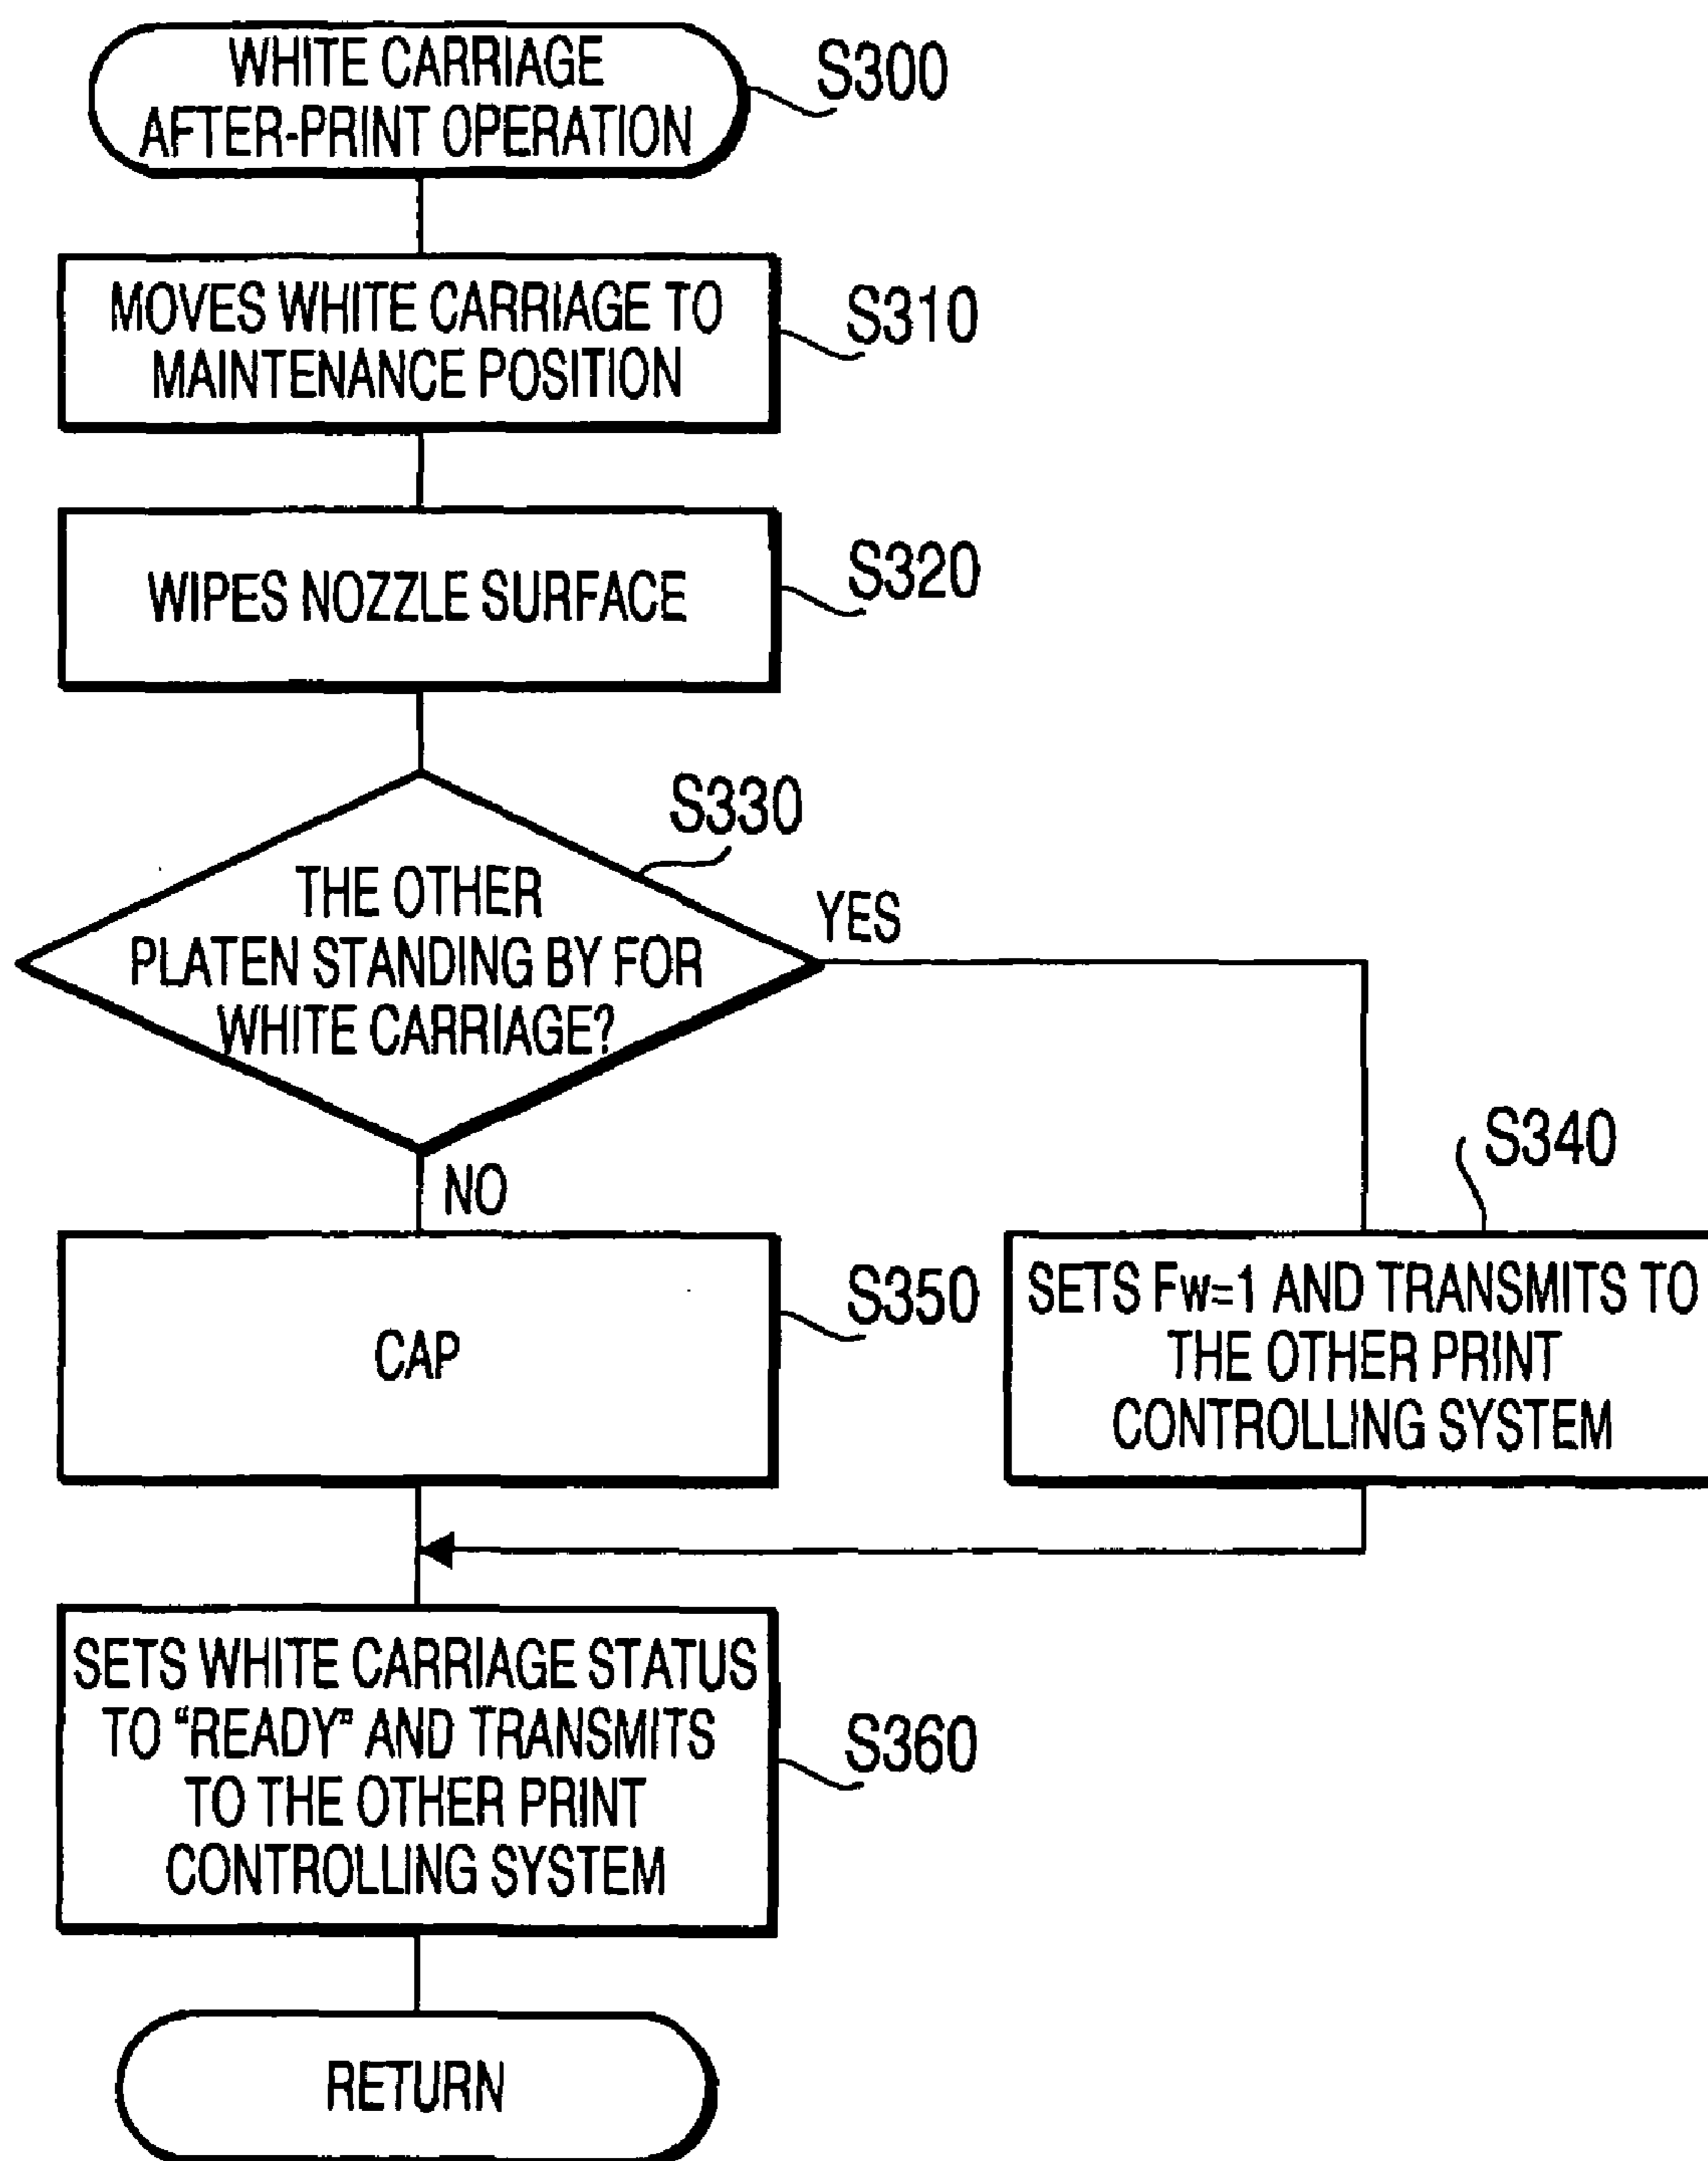 WHITE CARRIAGE
AFTER-PRINT OPERATION
S300
MOVES WHITE CARRIAGE TO
MAINTENANCE POSITION
S310
WIPES NOZZLE SURFACE
S320
S330
THE OTHER
PLATEN STANDING BY FOR
WHITE CARRIAGE?
YES
NO
S340
SETS Fw=1 AND TRANSMITS TO
THE OTHER PRINT
CONTROLLING SYSTEM
CAP
S350
SETS WHITE CARRIAGE STATUS
TO "READY" AND TRANSMITS
TO THE OTHER PRINT
CONTROLLING SYSTEM
S360
RETURN